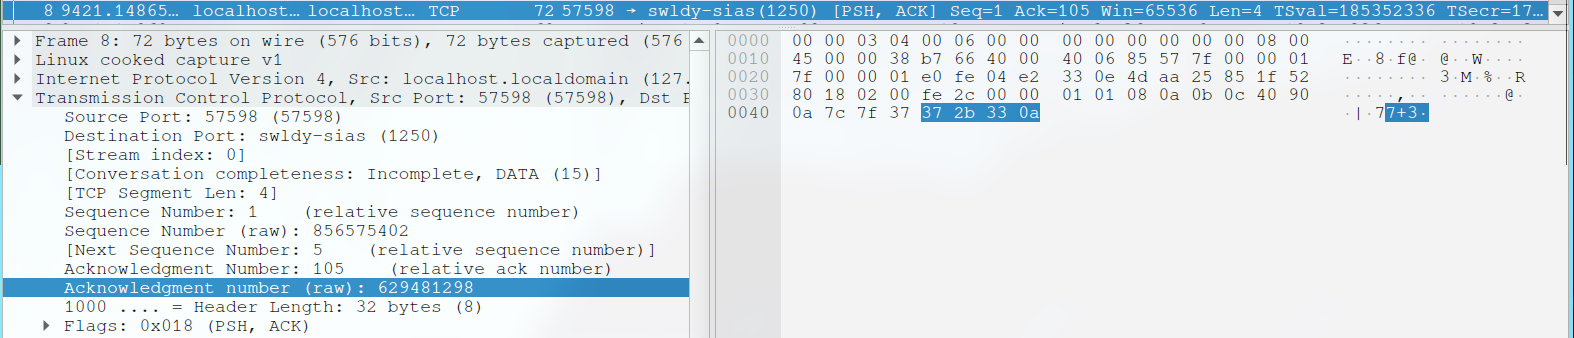 8 9421.14865… localhost… localhost… TCP 72 57598 → swldy-sias(1250) [PSH, ACK] Seq=1 Ack=105 Win=65536 Len=4 TSval=185352336 TSecr=17…
Frame 8: 72 bytes on wire (576 bits), 72 bytes captured (576
Linux cooked capture v1
Internet Protocol Version 4, Src: localhost.localdomain (127.
Transmission Control Protocol, Src Port: 57598 (57598), Dst P
Source Port: 57598 (57598)
Destination Port: swldy-sias (1250)
[Stream index: 0]
[Conversation completeness: Incomplete, DATA (15)]
[TCP Segment Len: 4]
Sequence Number: 1    (relative sequence number)
Sequence Number (raw): 856575402
[Next Sequence Number: 5    (relative sequence number)]
Acknowledgment Number: 105    (relative ack number)
Acknowledgment number (raw): 629481298
1000 .... = Header Length: 32 bytes (8)
Flags: 0x018 (PSH, ACK)
0000 00 00 03 04 00 06 00 00 00 00 00 00 00 00 08 00 ········ ········
0010 45 00 00 38 b7 66 40 00 40 06 85 57 7f 00 00 01 E··8·f@· @··W····
0020 7f 00 00 01 e0 fe 04 e2 33 0e 4d aa 25 85 1f 52 ········ 3·M·%··R
0030 80 18 02 00 fe 2c 00 00 01 01 08 0a 0b 0c 40 90 ·····,·· ······@·
0040 0a 7c 7f 37 37 2b 33 0a ·|·77+3·